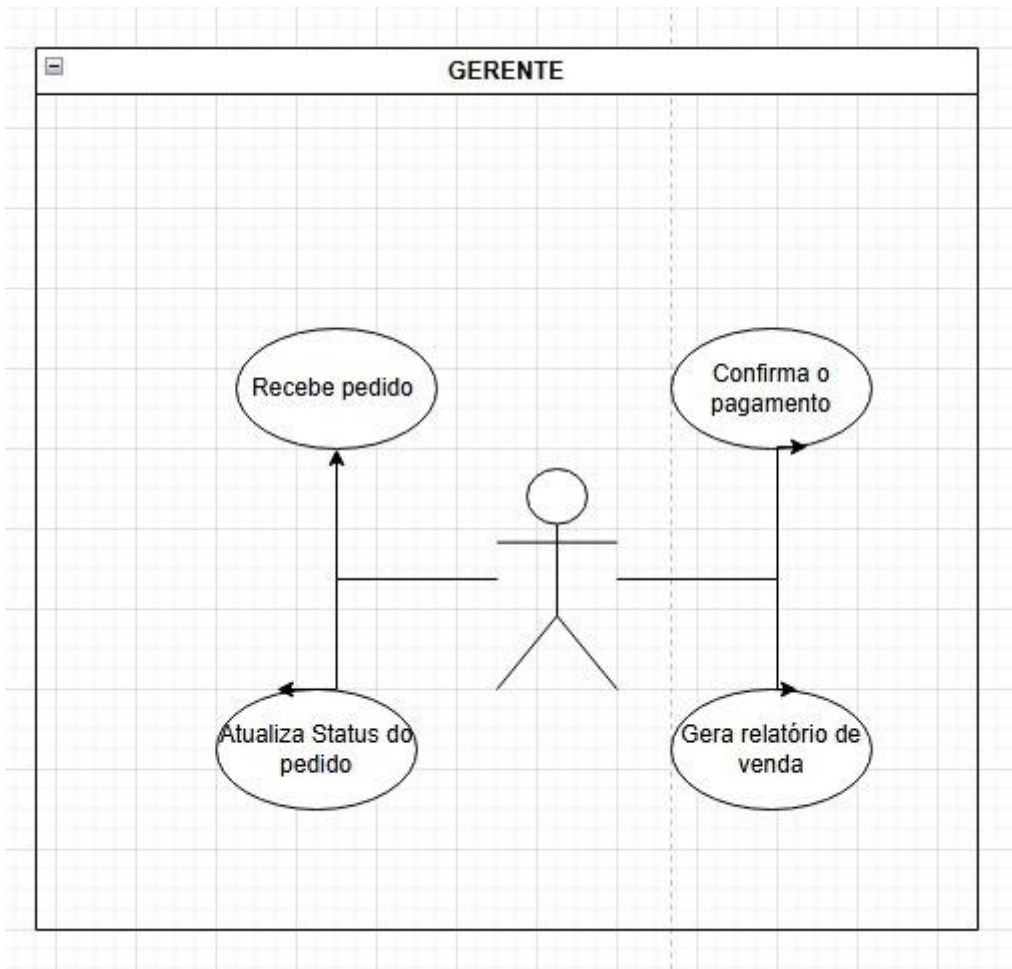 GERENTE
Recebe pedido
Confirma o
pagamento
Atualiza Status do
pedido
Gera relatório de
venda